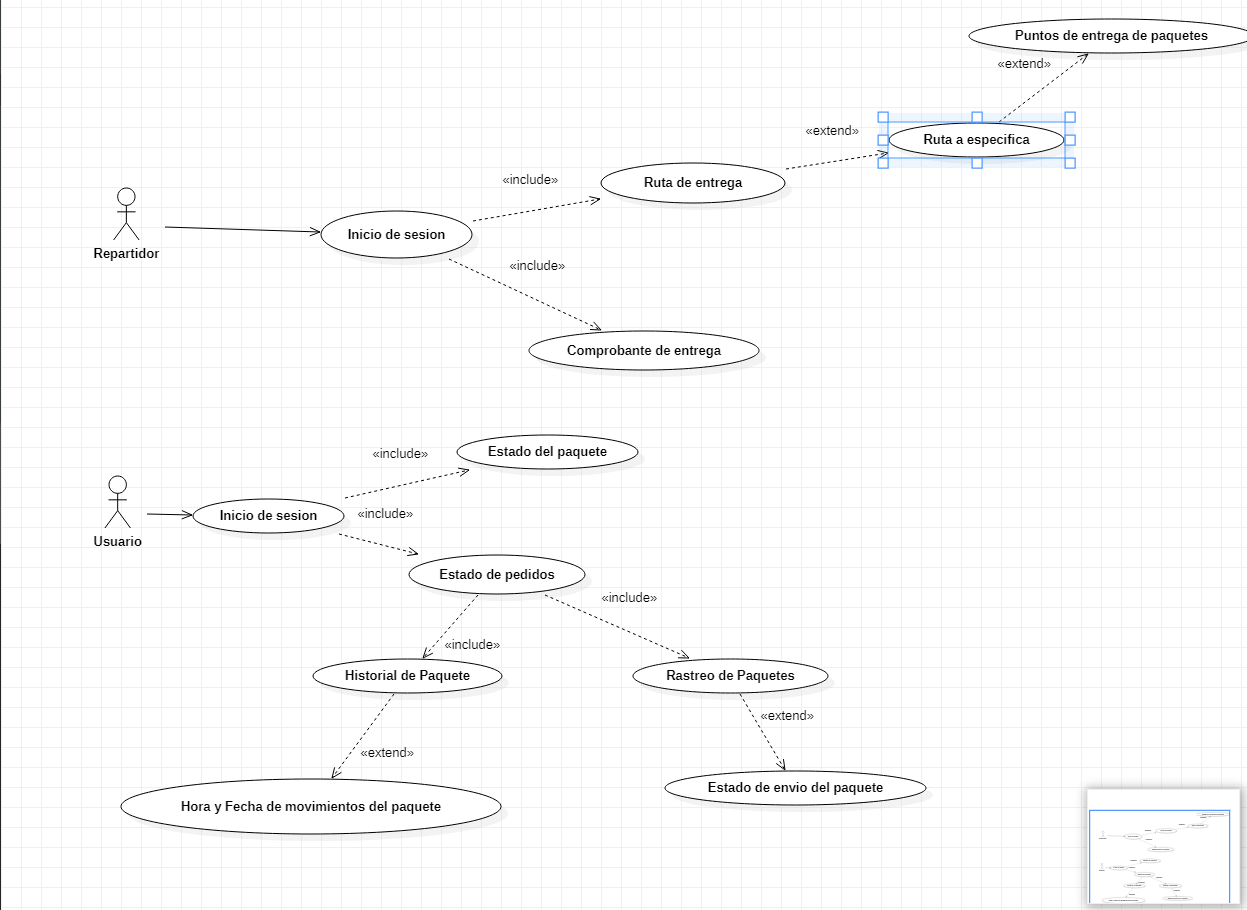 Puntos de entrega de paquetes
«extend»
«extend»
Ruta a especifica
«include»
Ruta de entrega
Repartidor
Inicio de sesion
«include»
Comprobante de entrega
«include»
Estado del paquete
Usuario
Inicio de sesion
«include»
Estado de pedidos
«include»
«include»
Historial de Paquete
Rastreo de Paquetes
«extend»
«extend»
Hora y Fecha de movimientos del paquete
Estado de envio del paquete